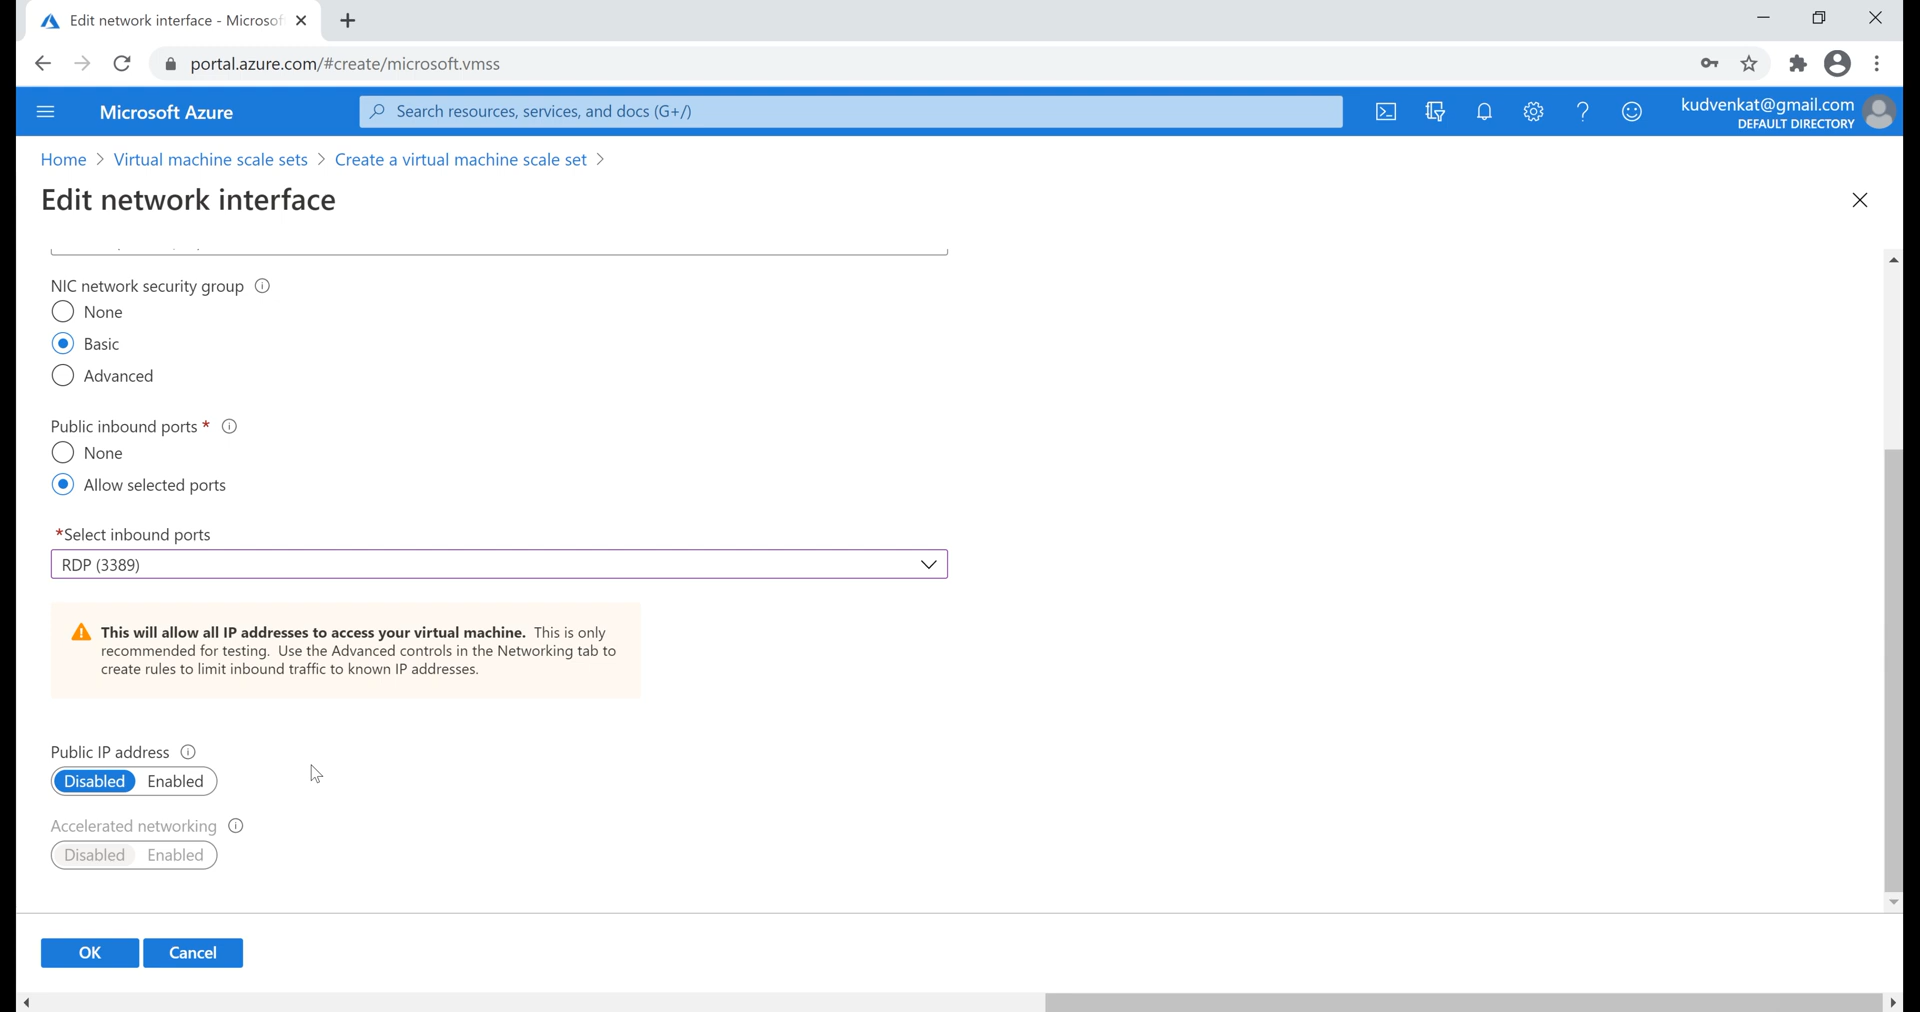 Edit network interface - Microsof
portal.azure.com/#create/microsoft.vmss
Microsoft Azure
Search resources, services, and docs (G+/)
kudvenkat@gmail.com
DEFAULT DIRECTORY
Home > Virtual machine scale sets > Create a virtual machine scale set >
Edit network interface
NIC network security group
None
Basic
Advanced
Public inbound ports *
None
Allow selected ports
*Select inbound ports
RDP (3389)
This will allow all IP addresses to access your virtual machine. This is only
recommended for testing. Use the Advanced controls in the Networking tab to
create rules to limit inbound traffic to known IP addresses.
Public IP address
Disabled Enabled
Accelerated networking
Disabled Enabled
OK Cancel